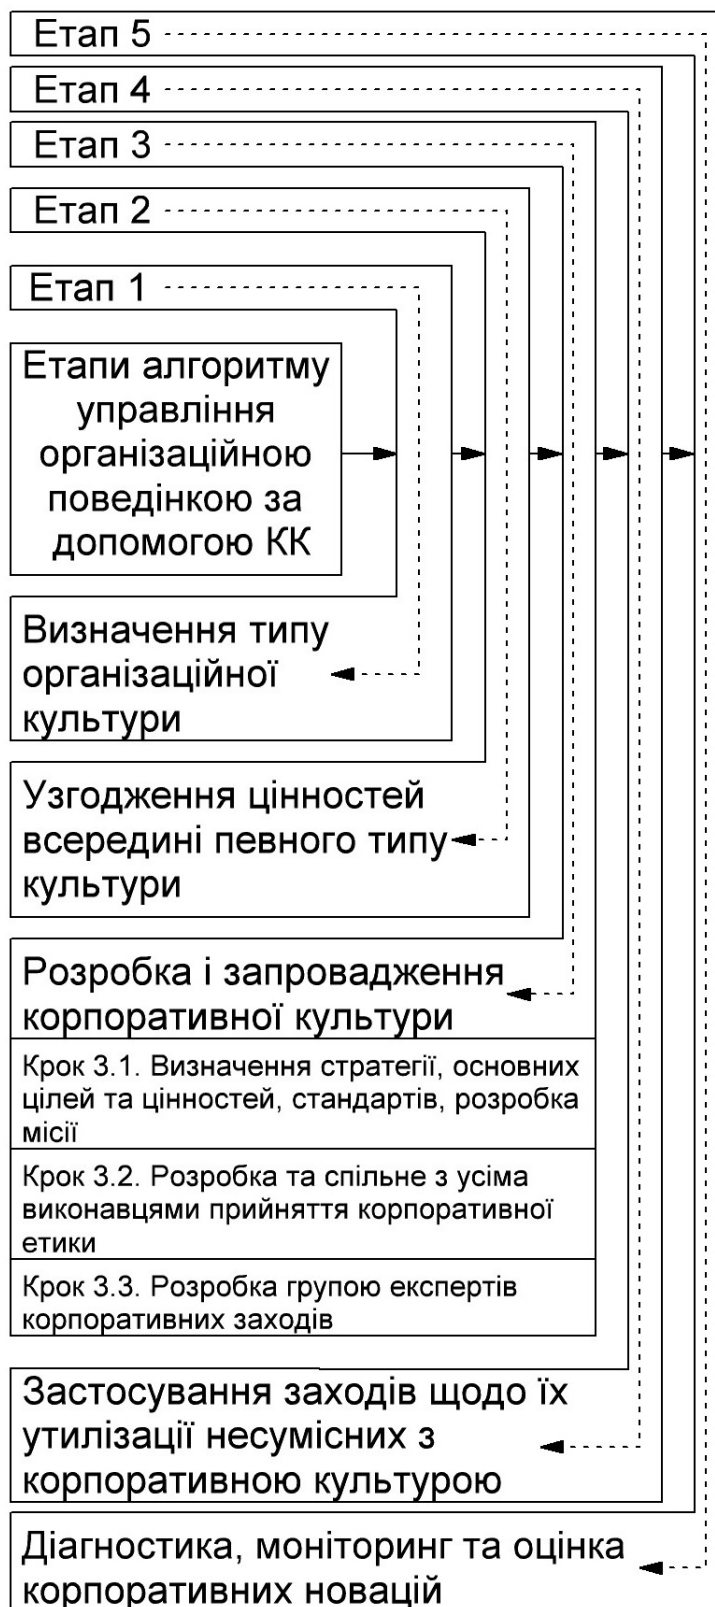 Етап 5
Етап 4
Етап 3
Етап 2
Етап 1
Етапи алгоритму
управління
організаційною
поведінкою за
допомогою КК
Визначення типу
організаційної
культури
Узгодження цінностей
всередині певного типу
культури
Розробка і запровадження
корпоративної культури
Крок 3.1. Визначення стратегії, основних
цілей та цінностей, стандартів, розробка
місії
Крок 3.2. Розробка та спільне з усіма
виконавцями прийняття корпоративної
етики
Крок 3.3. Розробка групою експертів
корпоративних заходів
Застосування заходів щодо їх
утилізації несумісних з
корпоративною культурою
Діагностика, моніторинг та оцінка
корпоративних новацій